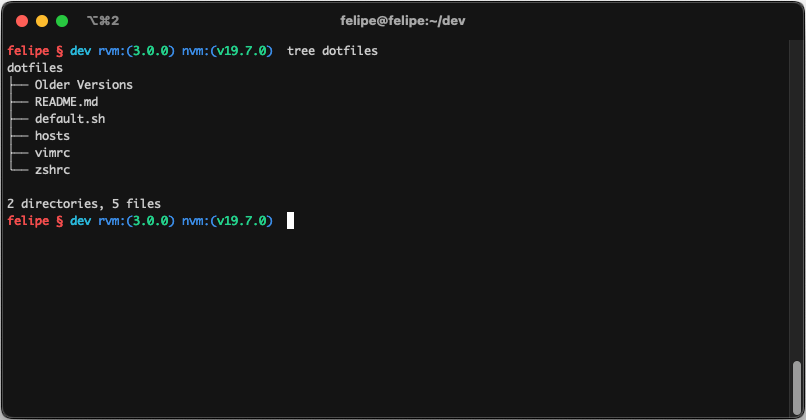 ⌥⌘2 felipe@felipe:~/dev
felipe § dev rvm:(3.0.0) nvm:(v19.7.0) tree dotfiles
dotfiles
├── Older Versions
├── README.md
├── default.sh
├── hosts
├── vimrc
└── zshrc
2 directories, 5 files
felipe § dev rvm:(3.0.0) nvm:(v19.7.0)